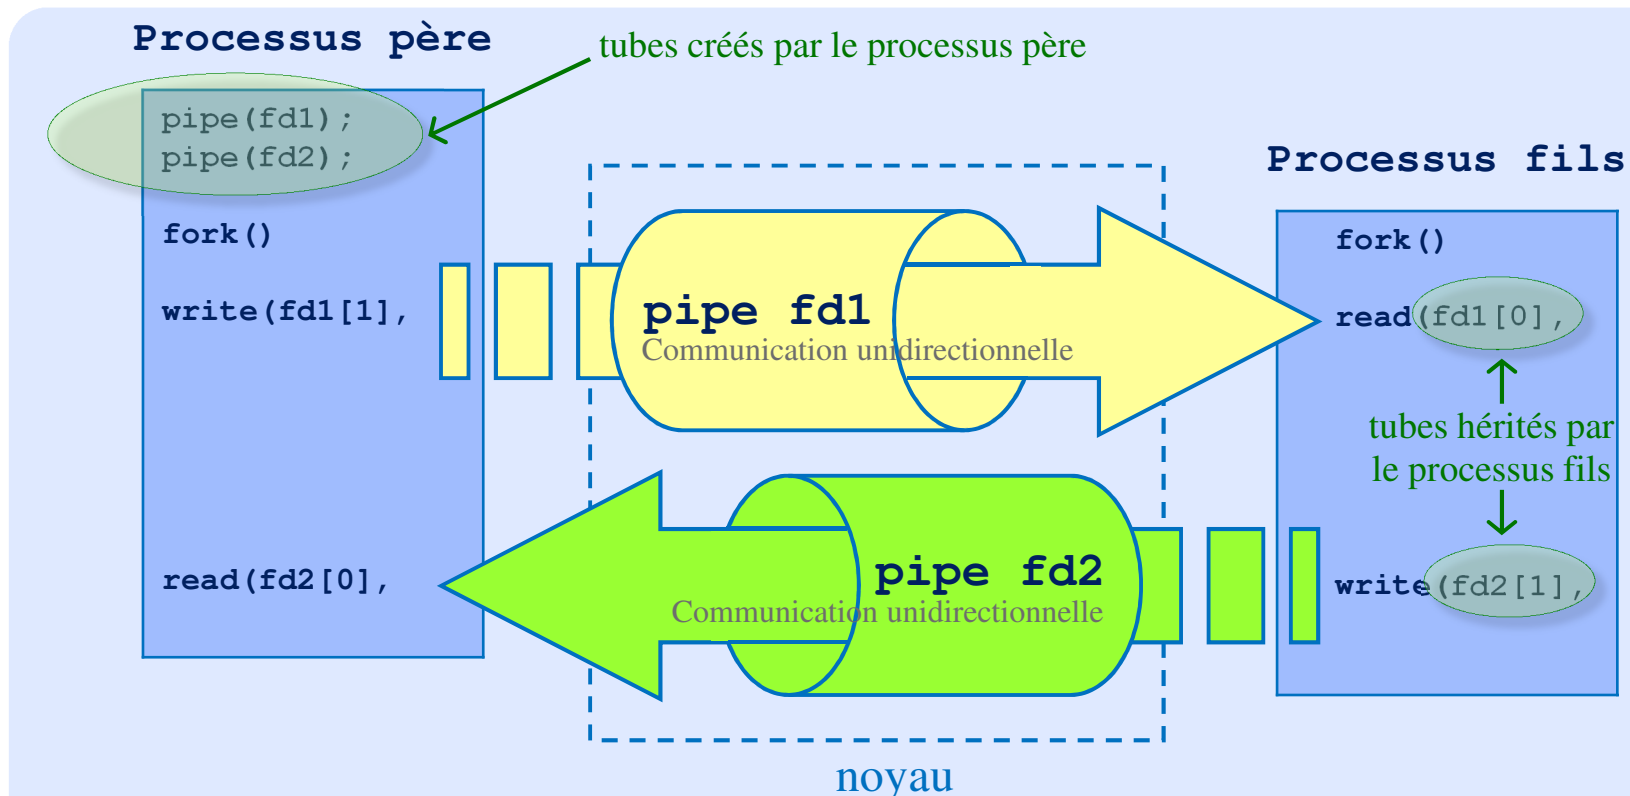 Processus père
tubes créés par le processus père
pipe(fd1);
pipe(fd2);
Processus fils
fork()
fork()
write(fd1[1],
pipe fd1
Communication unidirectionnelle
read(fd1[0],
tubes hérités par
le processus fils
read(fd2[0],
pipe fd2
Communication unidirectionnelle
write(fd2[1],
noyau